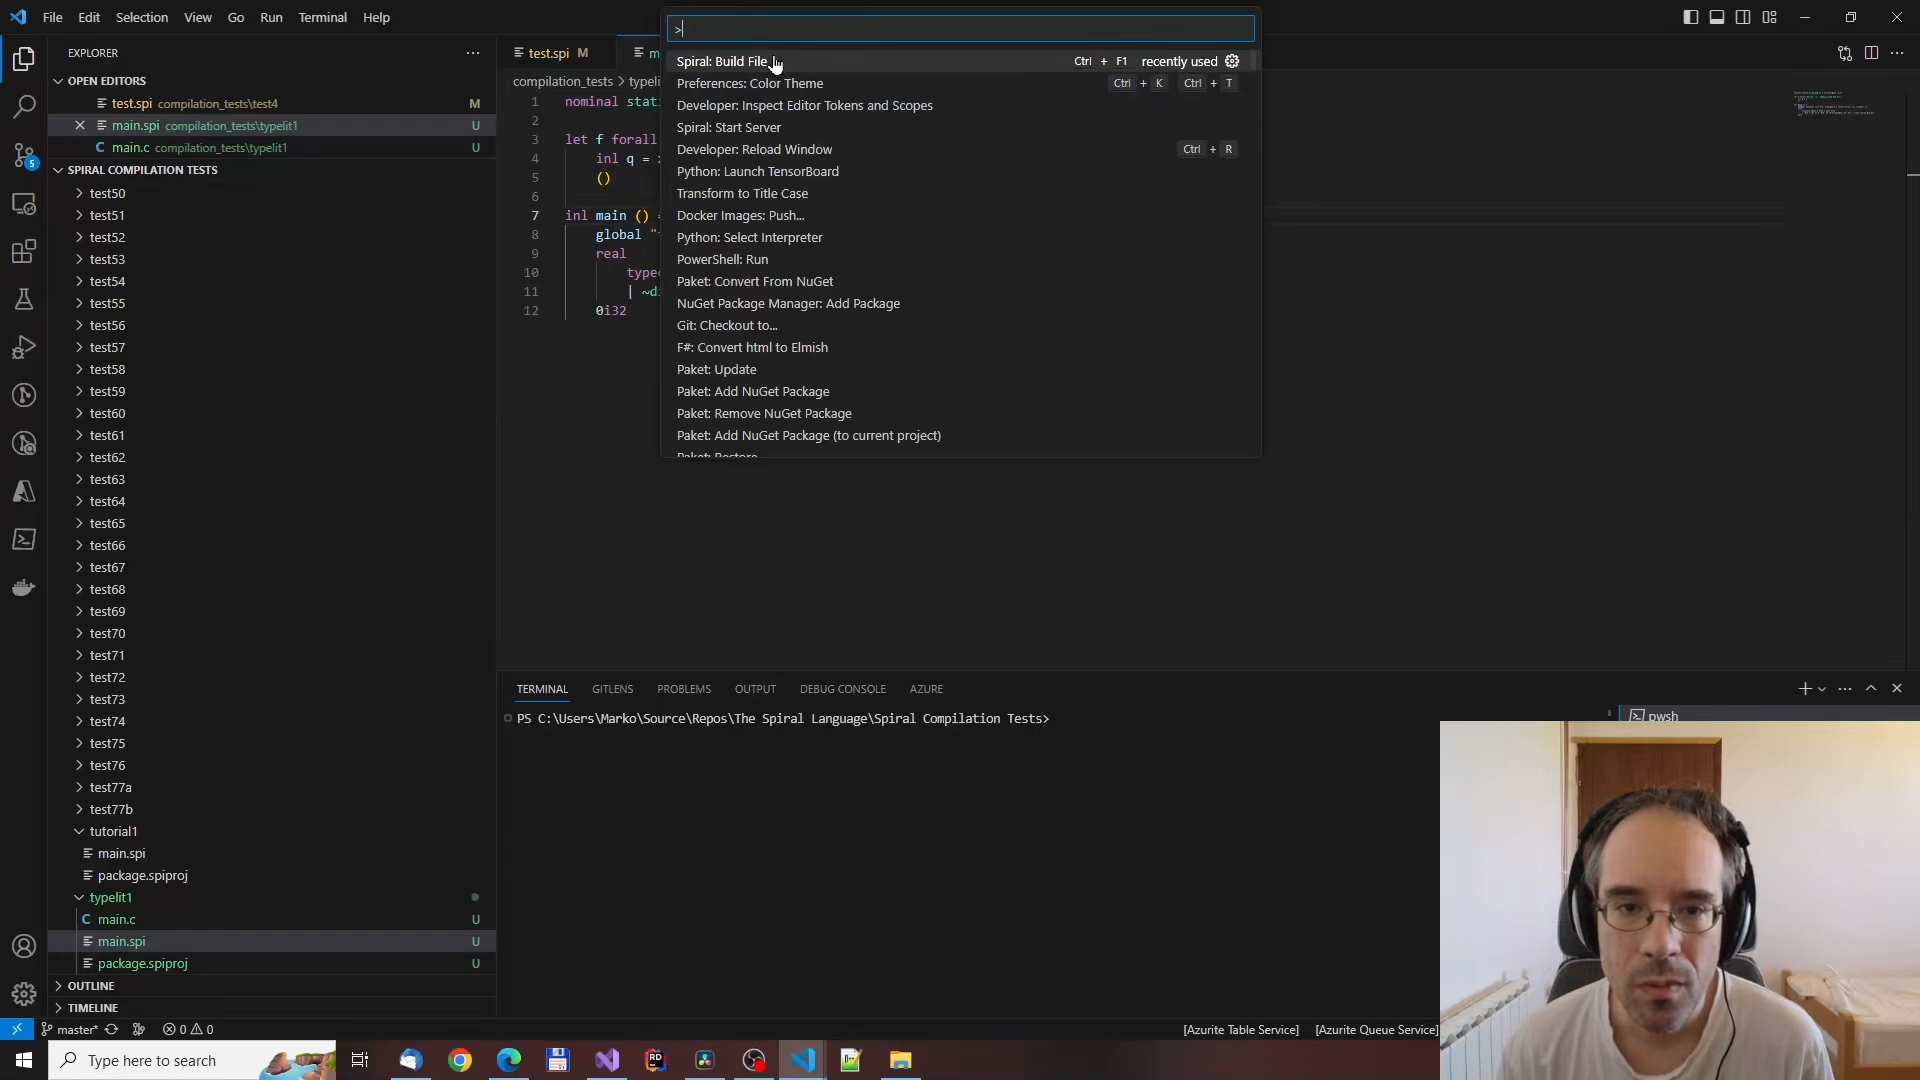 File Edit Selection View Go Run Terminal Help
>
EXPLORER
OPEN EDITORS
test.spi compilation_tests\test4 M
main.spi compilation_tests\typelit1 U
main.c compilation_tests\typelit1 U
SPIRAL COMPILATION TESTS
test50
test51
test52
test53
test54
test55
test56
test57
test58
test59
test60
test61
test62
test63
test64
test65
test66
test67
test68
test69
test70
test71
test72
test73
test74
test75
test76
test77a
test77b
tutorial1
main.spi
package.spiproj
typelit1
main.c U
main.spi U
package.spiproj U
OUTLINE
TIMELINE
5
test.spi M
compilation_tests > typeli
1 nominal stati
2
3 let f forall
4 inl q =
5 ()
6
7 inl main () =
8 global "
9 real
10 typec
11 | ~di
12 0i32
Spiral: Build File Ctrl + F1 recently used
Preferences: Color Theme Ctrl + K Ctrl + T
Developer: Inspect Editor Tokens and Scopes
Spiral: Start Server
Developer: Reload Window Ctrl + R
Python: Launch TensorBoard
Transform to Title Case
Docker Images: Push...
Python: Select Interpreter
PowerShell: Run
Paket: Convert From NuGet
NuGet Package Manager: Add Package
Git: Checkout to...
F#: Convert html to Elmish
Paket: Update
Paket: Add NuGet Package
Paket: Remove NuGet Package
Paket: Add NuGet Package (to current project)
Paket: Restore
TERMINAL GITLENS PROBLEMS OUTPUT DEBUG CONSOLE AZURE
PS C:\Users\Marko\Source\Repos\The Spiral Language\Spiral Compilation Tests>
pwsh
master* 0 0
[Azurite Table Service] [Azurite Queue Service]
Type here to search
RD